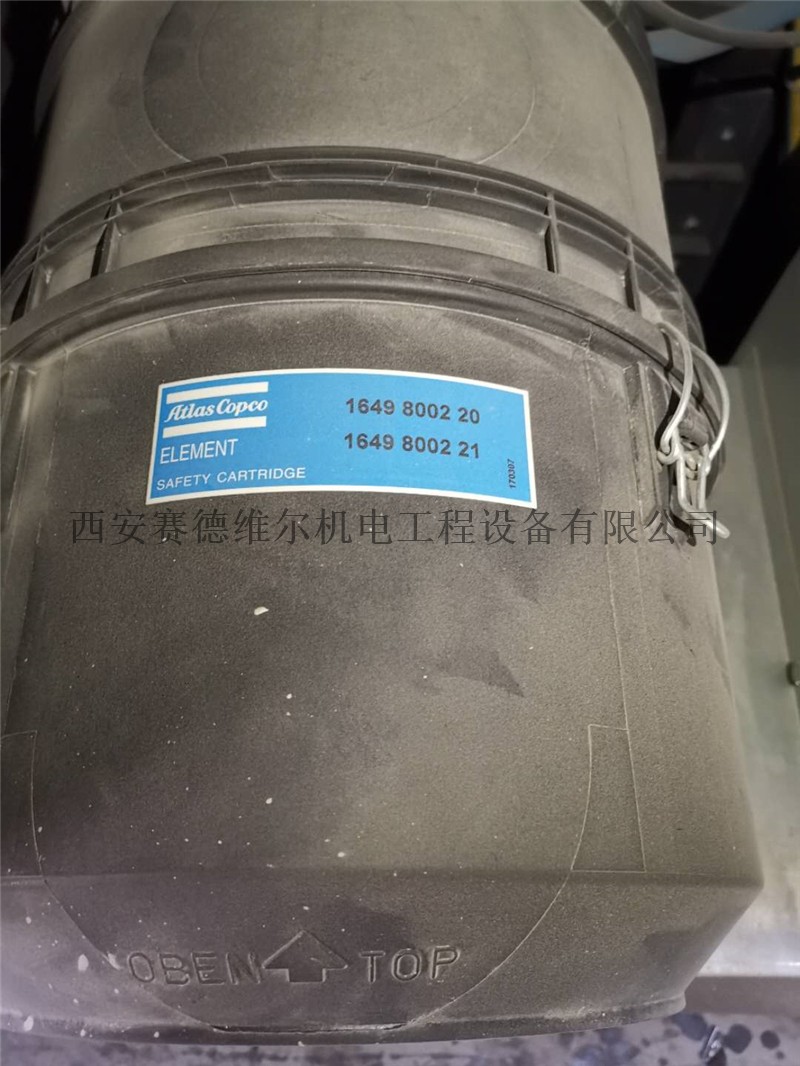 Atlas Copco
1649 8002 20
ELEMENT
1649 8002 21
SAFETY CARTRIDGE
170307
西安赛德维尔机电工程设备有限公司
OBEN TOP